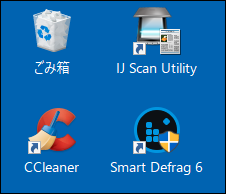 ごみ箱
IJ Scan Utility
CCleaner
Smart Defrag 6